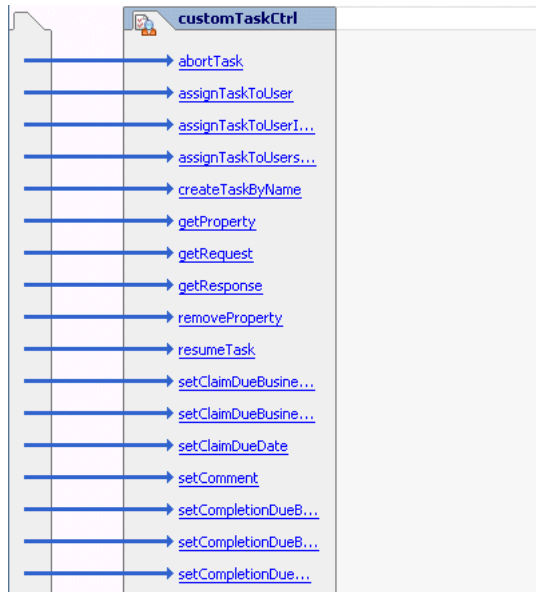 customTaskCtrl
abortTask
assignTaskToUser
assignTaskToUserI...
assignTaskToUsers...
createTaskByName
getProperty
getRequest
getResponse
removeProperty
resumeTask
setClaimDueBusine...
setClaimDueBusine...
setClaimDueDate
setComment
setCompletionDueB...
setCompletionDueB...
setCompletionDue...